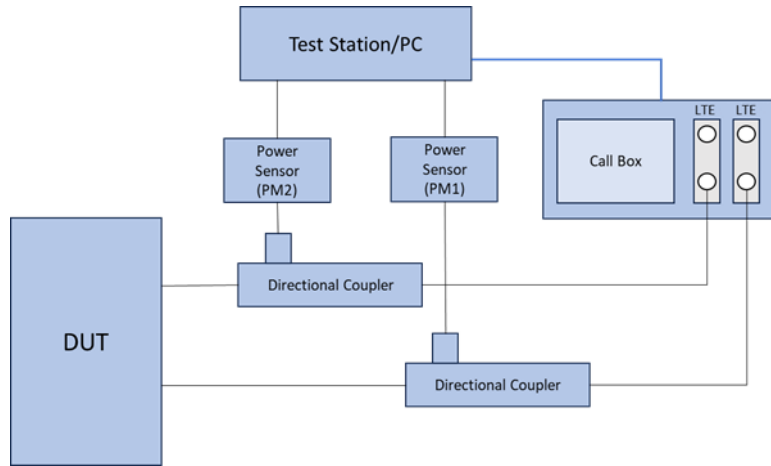 Test Station/PC
LTE LTE
Power
Sensor
(PM2)
Power
Sensor
(PM1)
Call Box
Directional Coupler
DUT
Directional Coupler